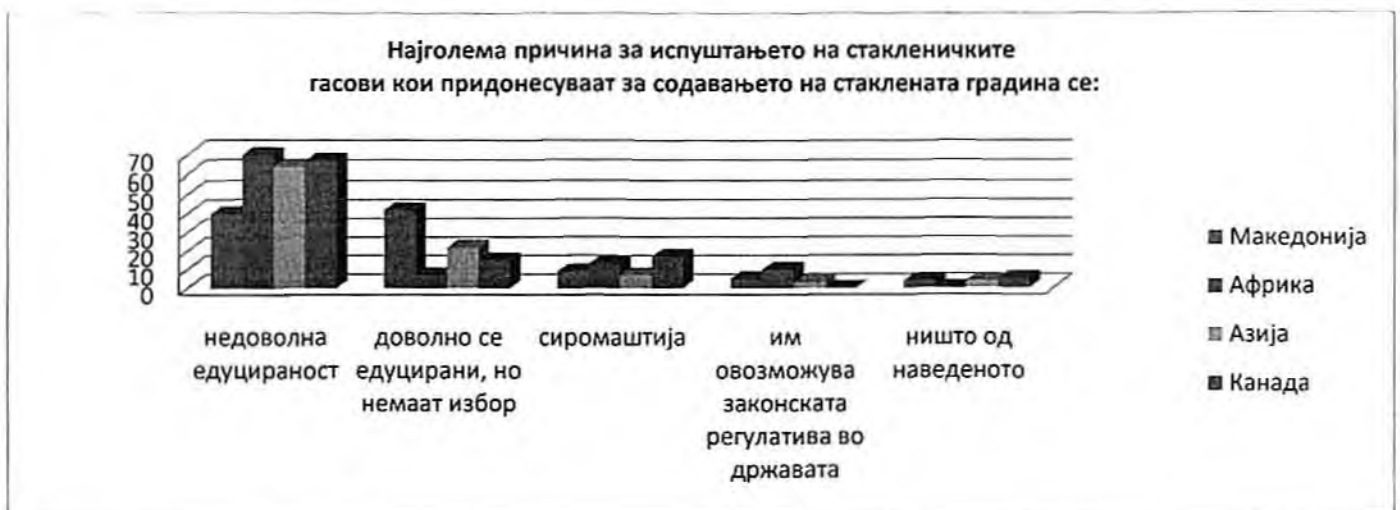 Најголема причина за испуштањето на стакленичките
гасови кои придонесуваат за содавањето на стаклената градина се:
70
60
50
40
30
20
10
0
недоволна
едуцираност
доволно се
едуцирани, но
немаат избор
сиромаштија
им
овозможува
законската
регулатива во
државата
ништо од
наведеното
Македонија
Африка
Азија
Канада